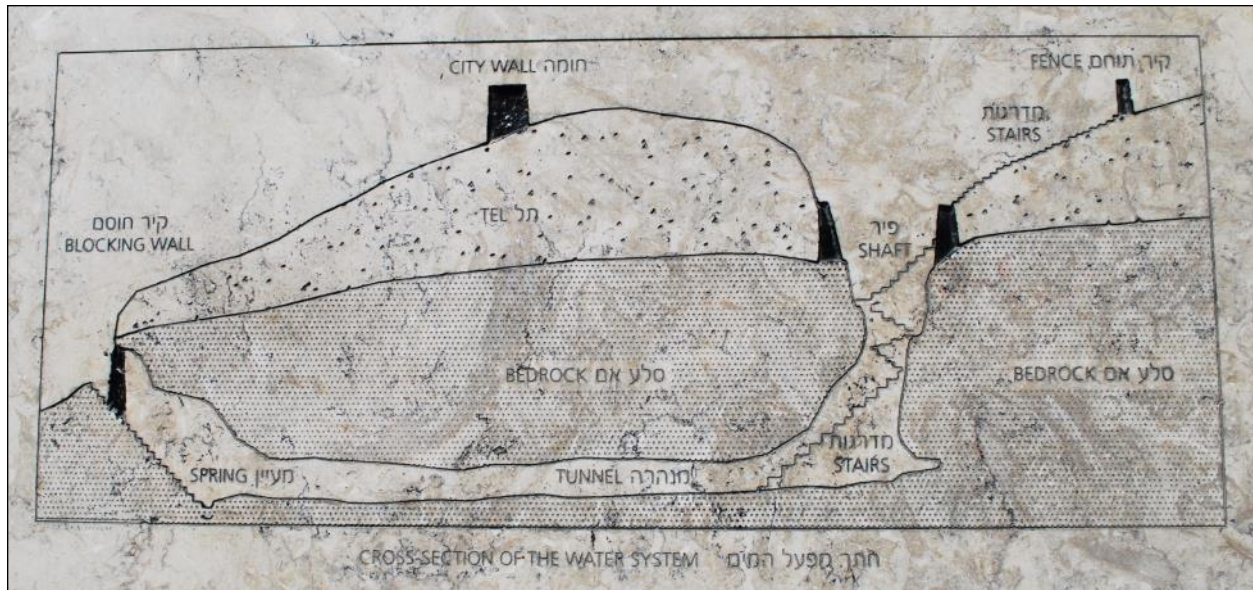 CITY WALL חומה
FENCE קיר תוחם
מדרגות
STAIRS
קיר חוסם
BLOCKING WALL
TEL תל
פיר
SHAFT
BEDROCK סלע אם
BEDROCK סלע אם
מדרגות
STAIRS
SPRING מעיין
TUNNEL מנהרה
CROSS-SECTION OF THE WATER SYSTEM חתך מפעל המים